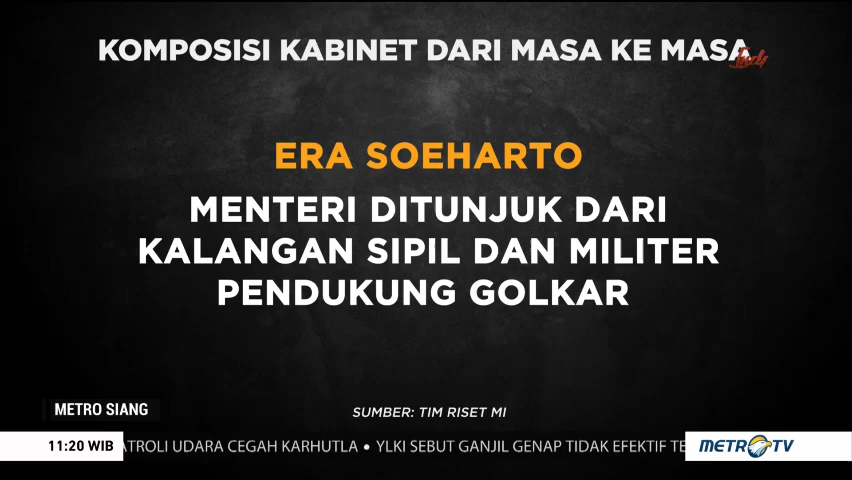 KOMPOSISI KABINET DARI MASA KE MASA
ERA SOEHARTO
MENTERI DITUNJUK DARI
KALANGAN SIPIL DAN MILITER
PENDUKUNG GOLKAR
METRO SIANG
SUMBER: TIM RISET MI
11:20 WIB
ATROLI UDARA CEGAH KARHUTLA • YLKI SEBUT GANJIL GENAP TIDAK EFEKTIF TE
METRO TV